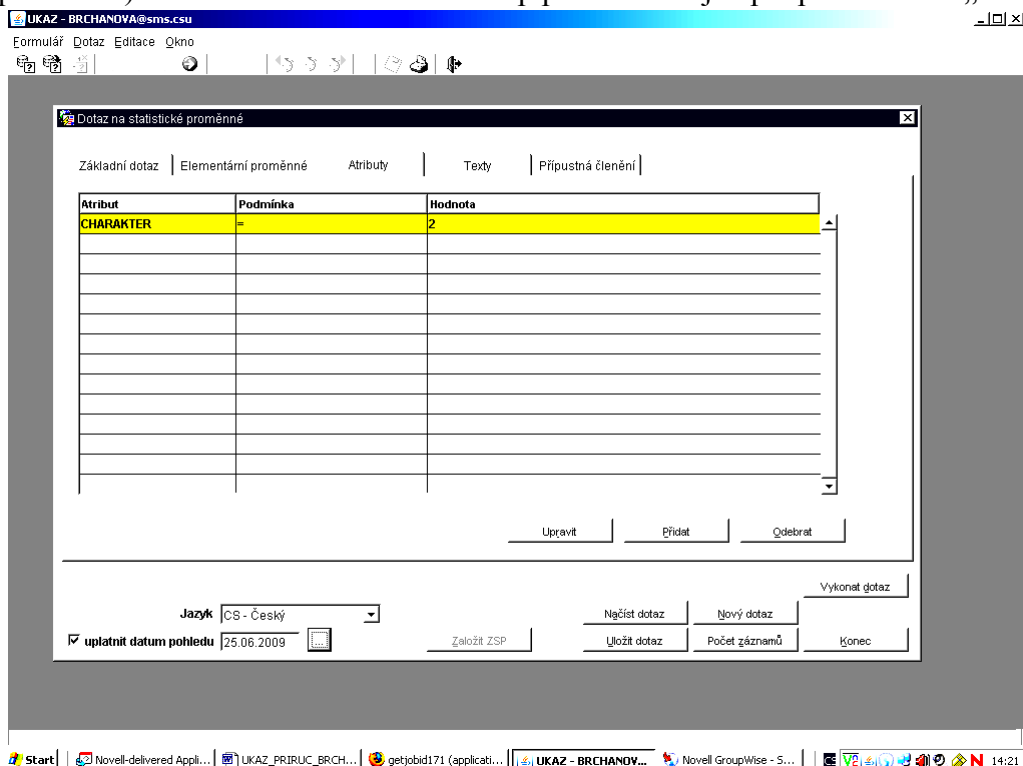 UKAZ - BRCHANOVA@sms.csu
Formulář Dotaz Editace Okno
Dotaz na statistické proměnné
Základní dotaz Elementární proměnné Atributy Texty Přípustná členění
Atribut Podmínka Hodnota
CHARAKTER = 2
Upravit Přidat Odebrat
Vykonat dotaz
Jazyk CS - Český Načíst dotaz Nový dotaz
uplatnit datum pohledu 25.06.2009 ... Založit ZSP Uložit dotaz Počet záznamů Konec
Start Novell-delivered Appli... UKAZ_PRIRUC_BRCH... getjobid171 (applicati... UKAZ - BRCHANOV... Novell GroupWise - S... 14:21